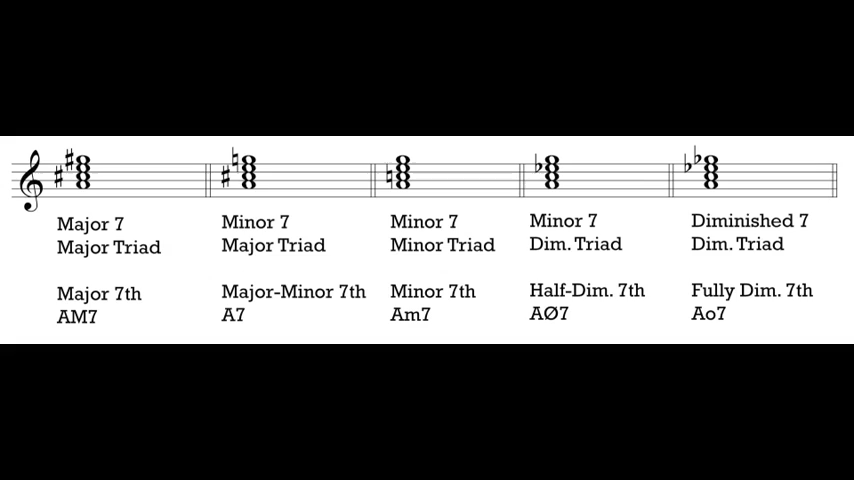 Major 7
Major Triad
Major 7th
AM7
Minor 7
Major Triad
Major-Minor 7th
A7
Minor 7
Minor Triad
Minor 7th
Am7
Minor 7
Dim. Triad
Half-Dim. 7th
AØ7
Diminished 7
Dim. Triad
Fully Dim. 7th
Ao7